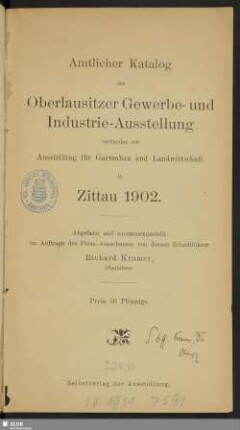 Amtlicher Katalog
der
Oberlausitzer Gewerbe- und
Industrie-Ausstellung
verbunden mit
Ausstellung für Gartenbau und Landwirtschaft
in
Zittau 1902.
Abgefasst und zusammengestellt
im Auftrage des Press-Ausschusses von dessen Schriftführer
Richard Kramer,
Preis 50 Pfennige.
Selbstverlag der Ausstellung.
SLUB